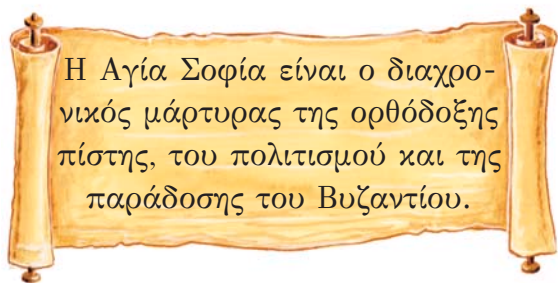 Η Αγία Σοφία είναι ο διαχρο-
νικός μάρτυρας της ορθόδοξης
πίστης, του πολιτισμού και της
παράδοσης του Βυζαντίου.